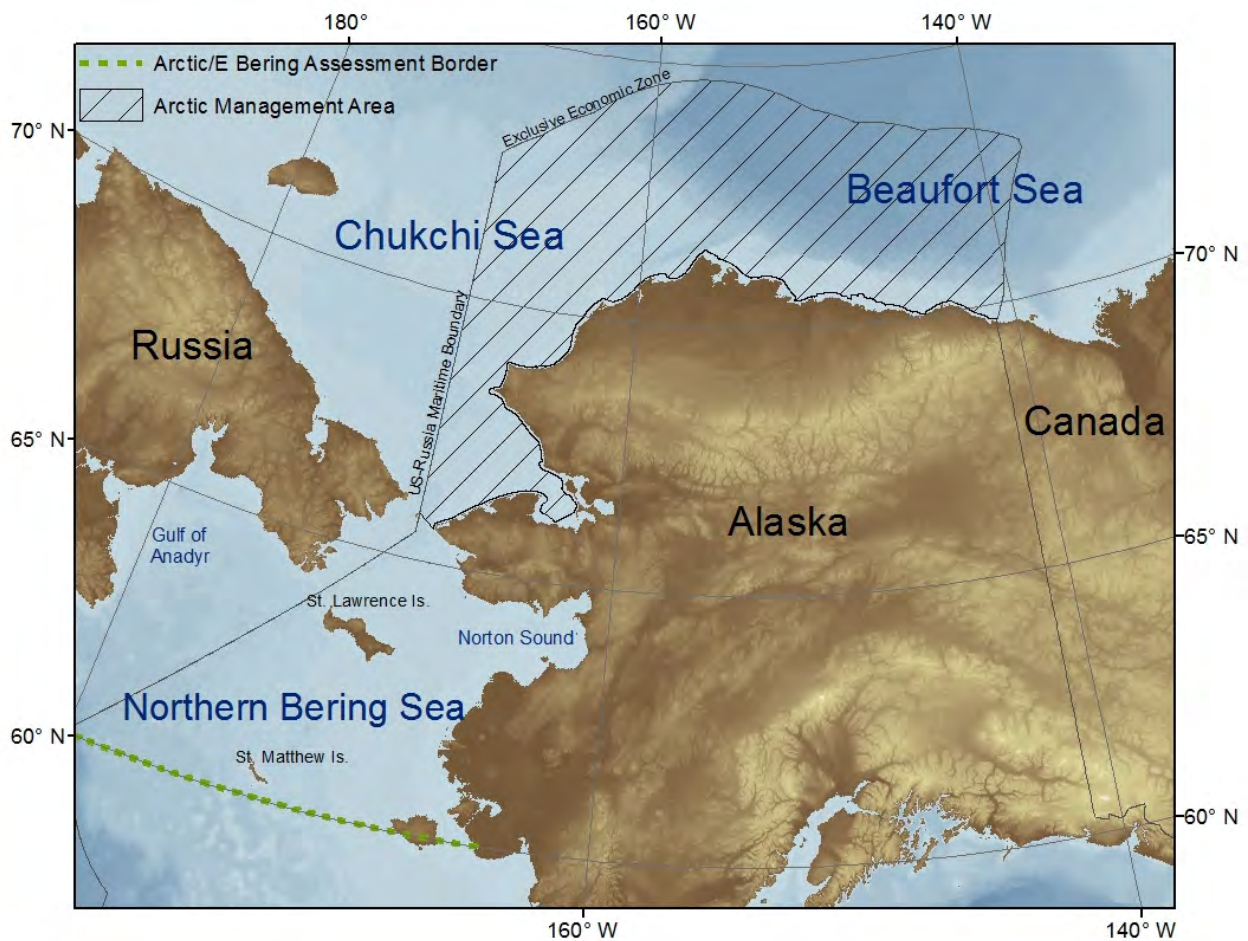 180°
160° W
140° W
Arctic/E Bering Assessment Border
Arctic Management Area
Exclusive Economic Zone
70° N
Beaufort Sea
Chukchi Sea
70° N
US-Russia Maritime Boundary
Russia
Canada
65° N
Alaska
65° N
Gulf of
Anadyr
St. Lawrence Is.
Norton Sound
Northern Bering Sea
60° N
St. Matthew Is.
60° N
160° W
140° W